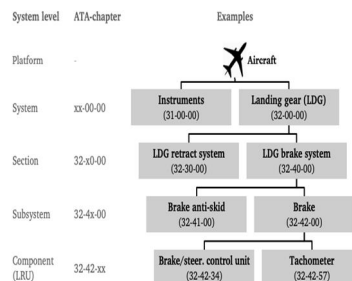 System level ATA-chapter Examples
Platform - Aircraft
System xx-00-00 Instruments Landing gear (LDG)
(31-00-00) (32-00-00)
Section 32-x0-00 LDG retract system LDG brake system
(32-30-00) (32-40-00)
Subsystem 32-4x-00 Brake anti-skid Brake
(32-41-00) (32-42-00)
Component 32-42-xx Brake/steer. control unit Tachometer
(LRU) (32-42-34) (32-42-57)